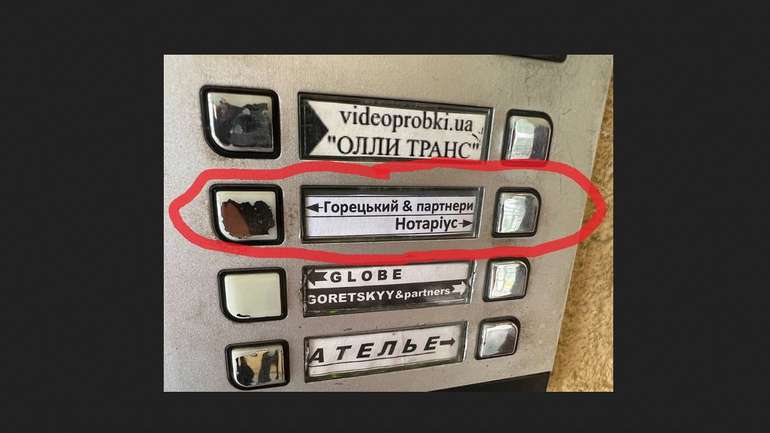 videoprobki.ua
"ОЛЛИ ТРАНС"
Горецький & партнери
Нотаріус
GLOBE
GORETSKYY&partners
АТЕЛЬЕ